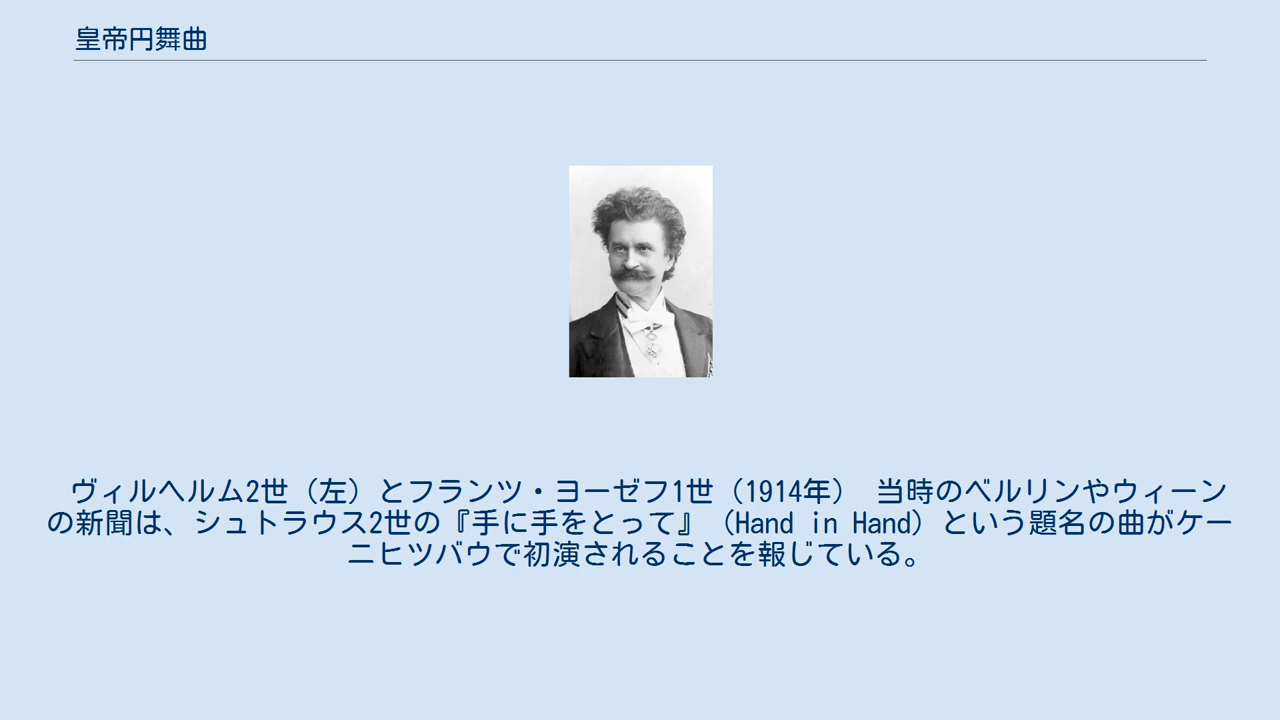 皇帝円舞曲
ヴィルヘルム2世（左）とフランツ・ヨーゼフ1世（1914年）　当時のベルリンやウィーン
の新聞は、シュトラウス2世の『手に手をとって』（Hand in Hand）という題名の曲がケー
ニヒツバウで初演されることを報じている。